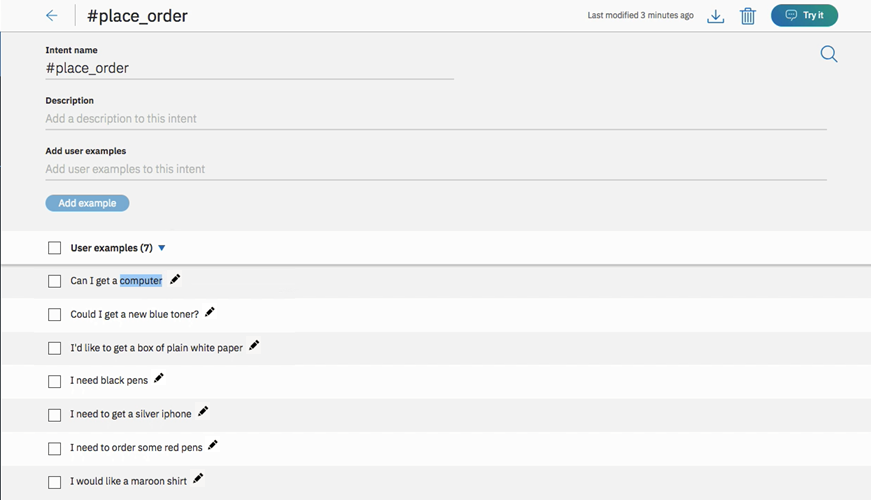 #place_order
Last modified 3 minutes ago
Try it
Intent name
#place_order
Description
Add a description to this intent
Add user examples
Add user examples to this intent
Add example
User examples (7)
Can I get a computer
Could I get a new blue toner?
I'd like to get a box of plain white paper
I need black pens
I need to get a silver iphone
I need to order some red pens
I would like a maroon shirt